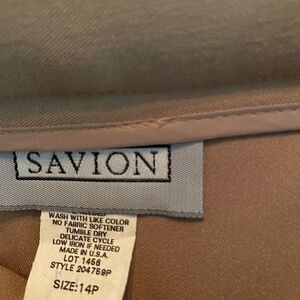 SAVION
WASH WITH LIKE COLOR
NO FABRIC SOFTENER
TUMBLE DRY
DELICATE CYCLE
LOW IRON IF NEEDED
MADE IN U.S.A.
LOT 1456
STYLE 204759P
SIZE:14P